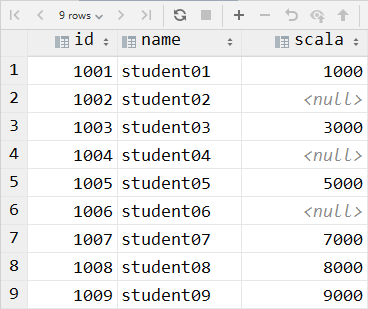 9 rows
id name scala
1 1001 student01 1000
2 1002 student02 <null>
3 1003 student03 3000
4 1004 student04 <null>
5 1005 student05 5000
6 1006 student06 <null>
7 1007 student07 7000
8 1008 student08 8000
9 1009 student09 9000